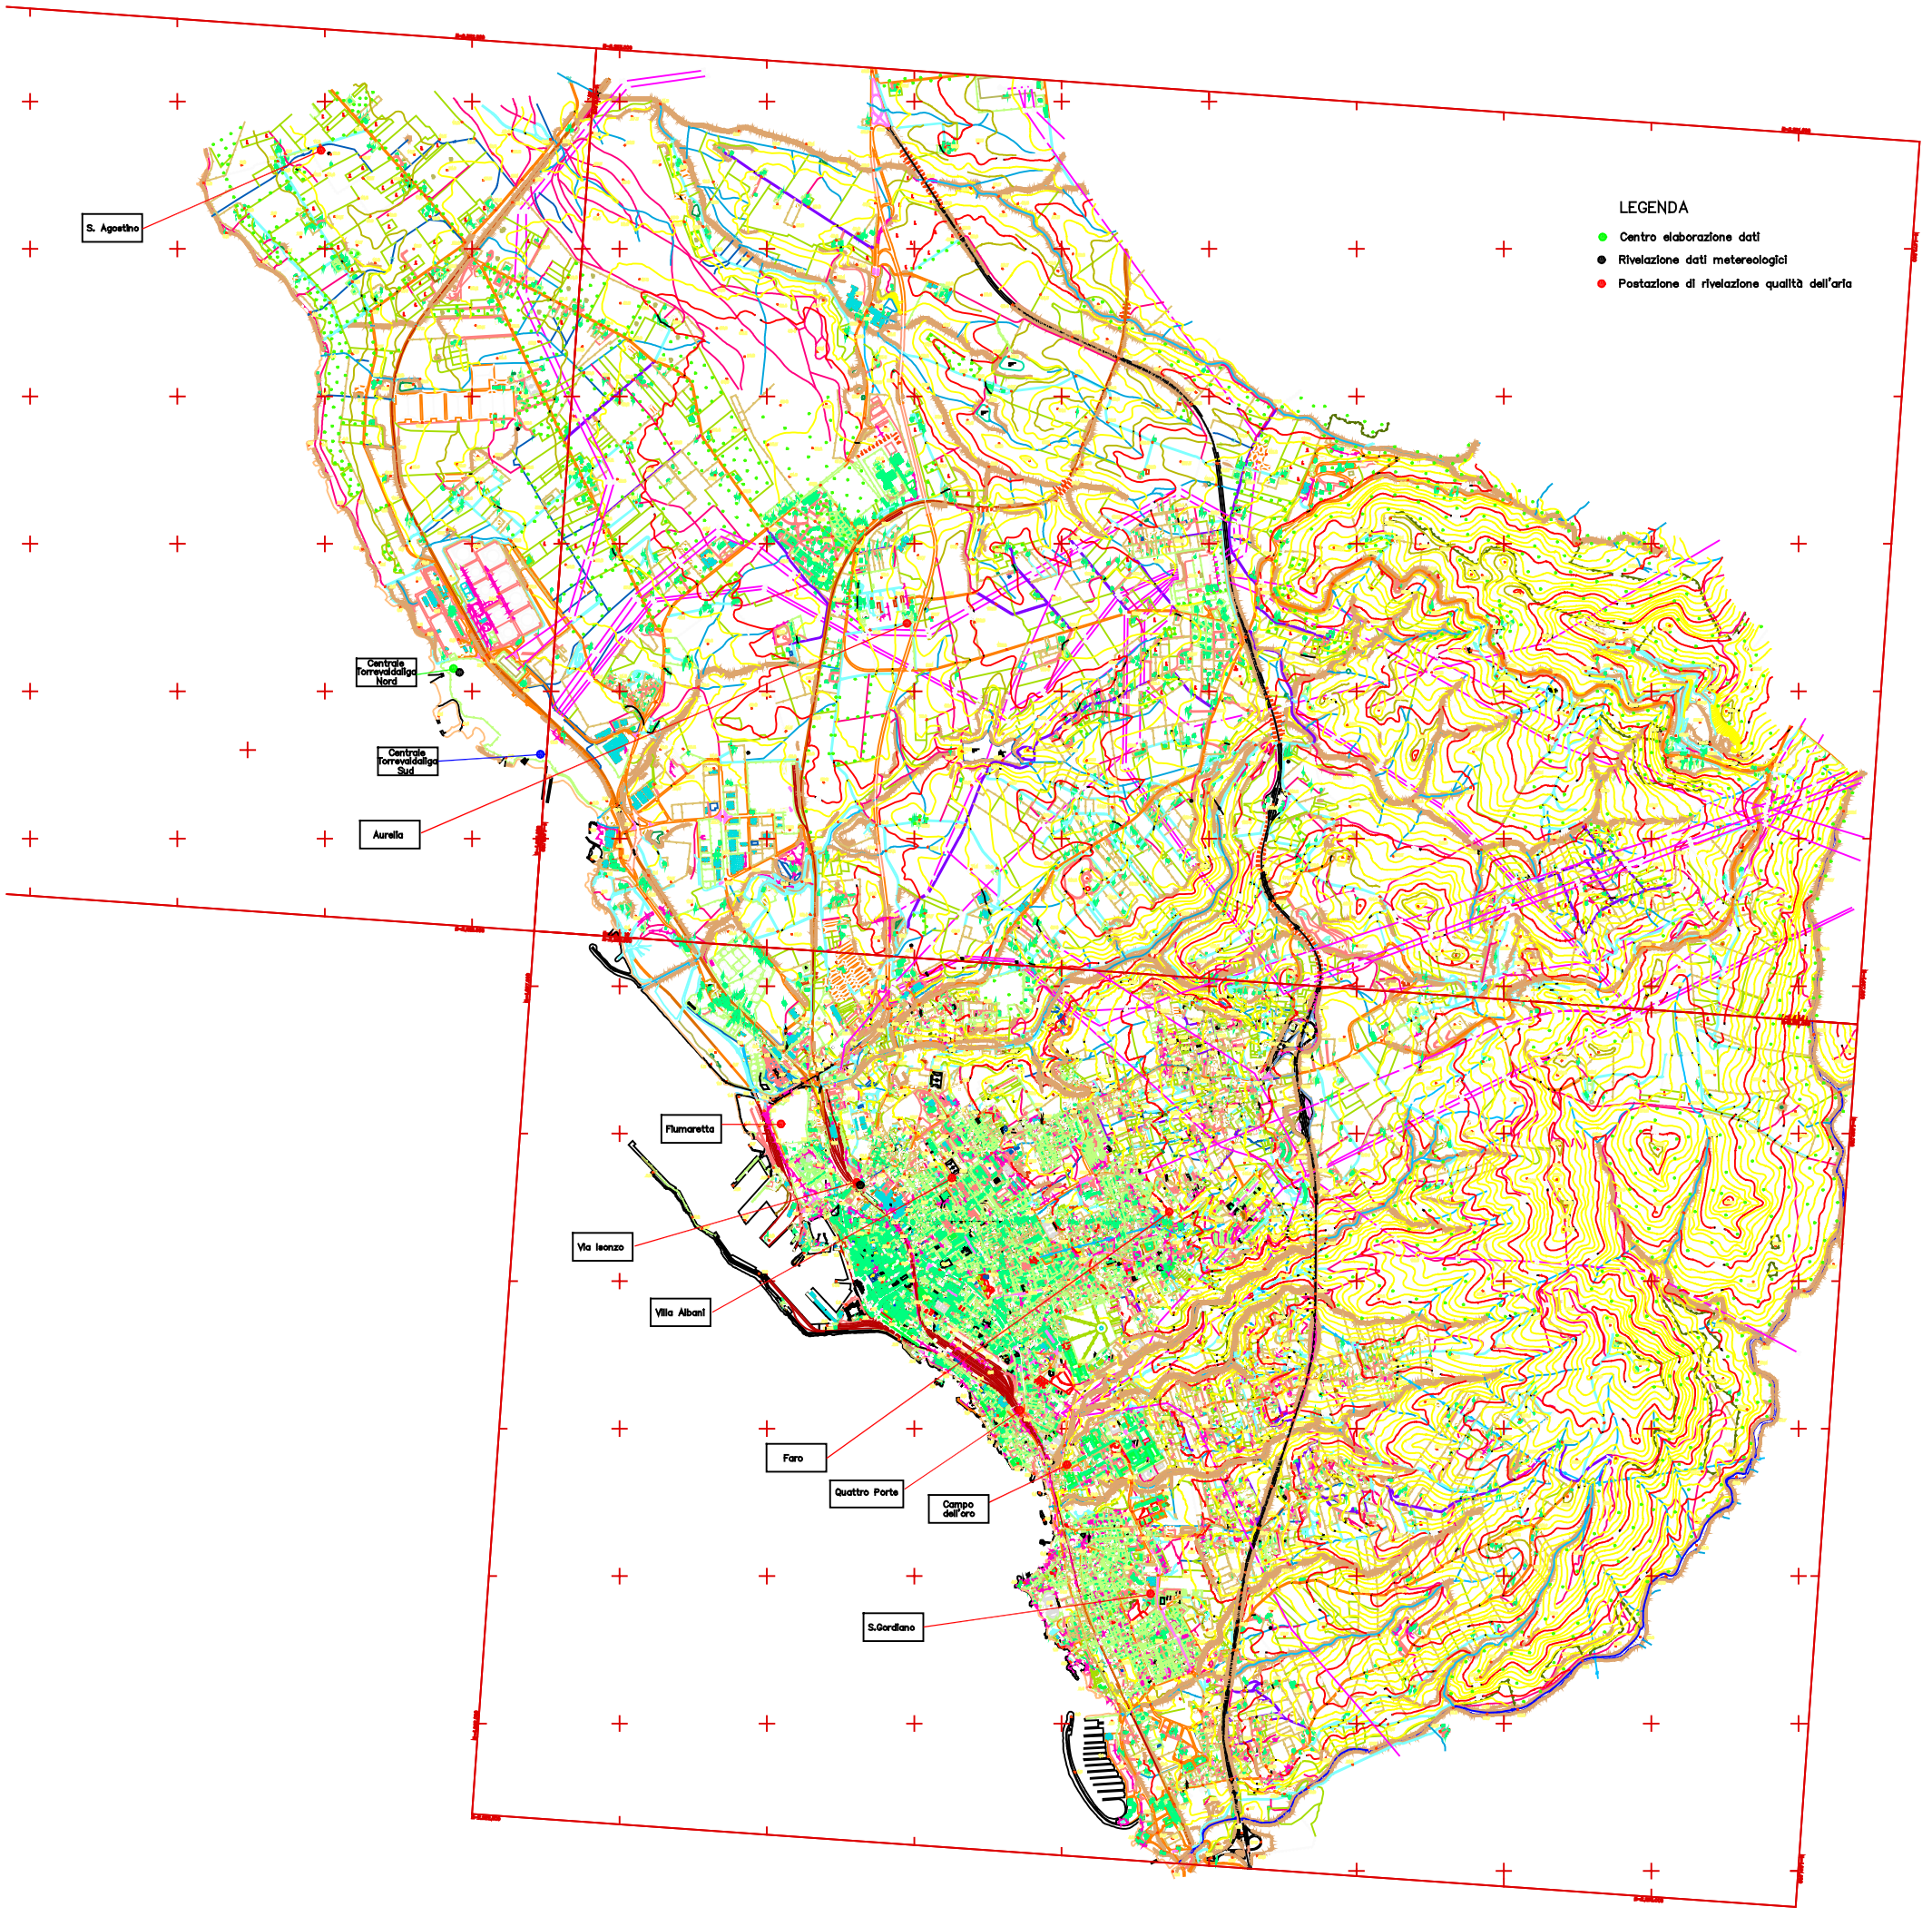 LEGENDA
Centro elaborazione dati
Rivelazione dati metereologici
Postazione di rivelazione qualità dell'aria
S. Agostino
Centrale
Torrevaldaliga
Nord
Centrale
Torrevaldaliga
Sud
Aurelia
Fiumaretta
Via Isonzo
Villa Albani
Faro
Quattro Porte
Campo
dell'oro
S.Gordiano